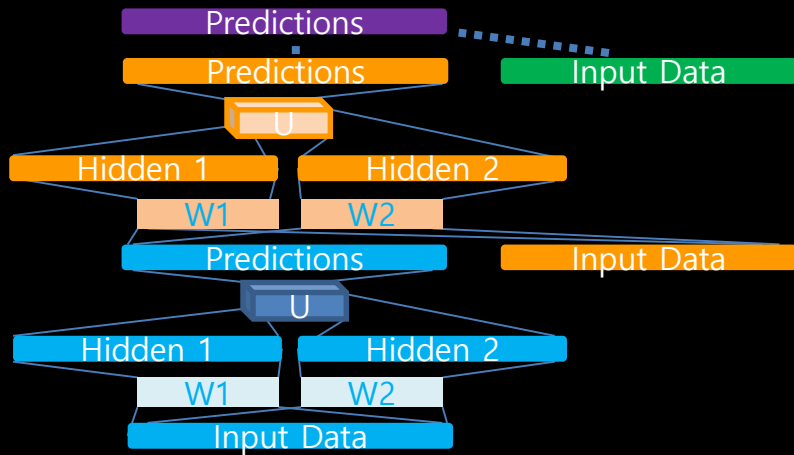 Predictions
Predictions
Input Data
U
Hidden 1
Hidden 2
W1
W2
Predictions
Input Data
U
Hidden 1
Hidden 2
W1
W2
Input Data